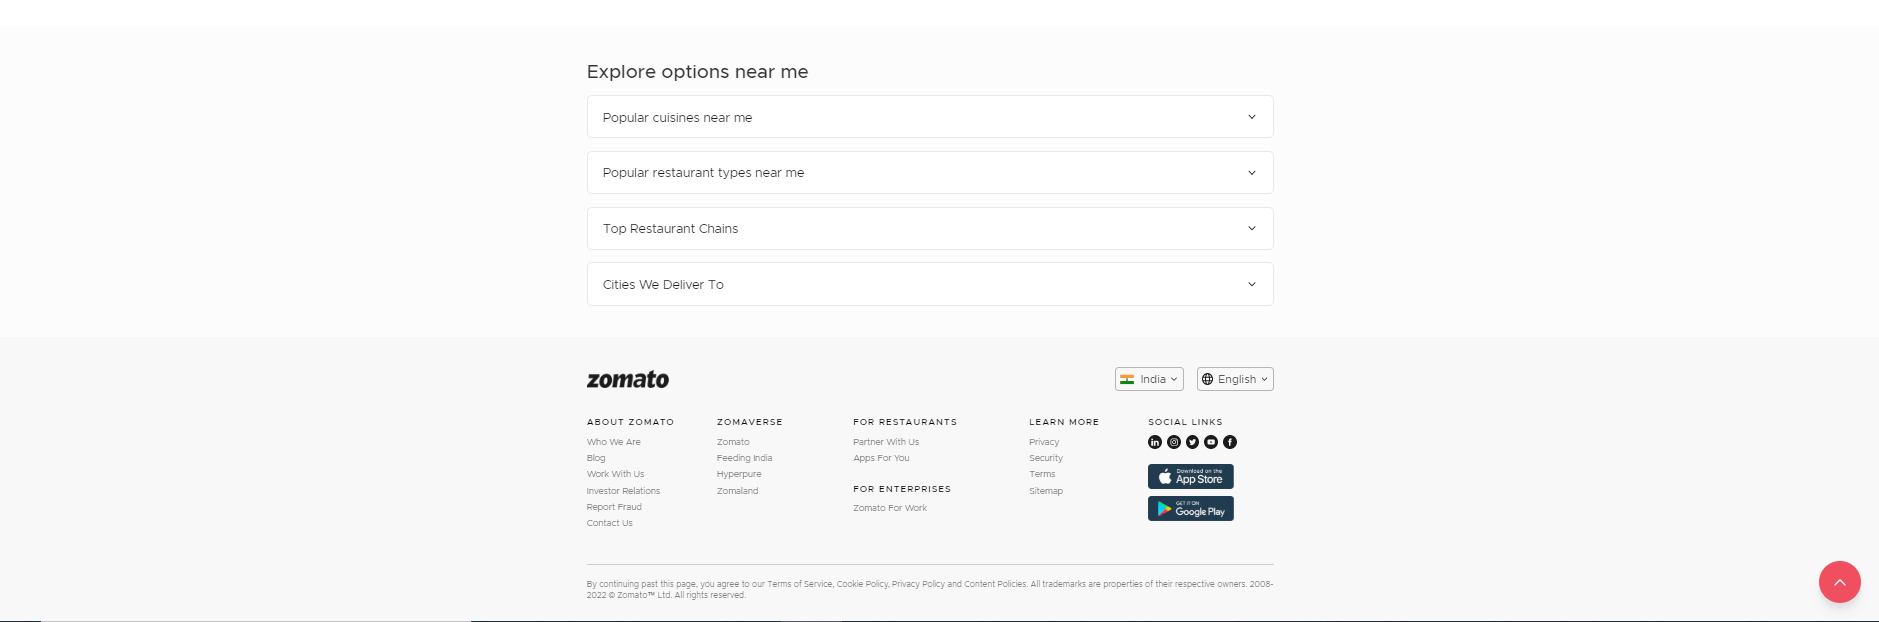 Explore options near me
Popular cuisines near me
Popular restaurant types near me
Top Restaurant Chains
Cities We Deliver To
zomato
India
English
ABOUT ZOMATO
Who We Are
Blog
Work With Us
Investor Relations
Report Fraud
Contact Us
ZOMAVERSE
Zomato
Feeding India
Hyperpure
Zomaland
FOR RESTAURANTS
Partner With Us
Apps For You
FOR ENTERPRISES
Zomato For Work
LEARN MORE
Privacy
Security
Terms
Sitemap
SOCIAL LINKS
Download on the
App Store
GET IT ON
Google Play
By continuing past this page, you agree to our Terms of Service, Cookie Policy, Privacy Policy and Content Policies. All trademarks are properties of their respective owners. 2008-
2022 © Zomato™ Ltd. All rights reserved.